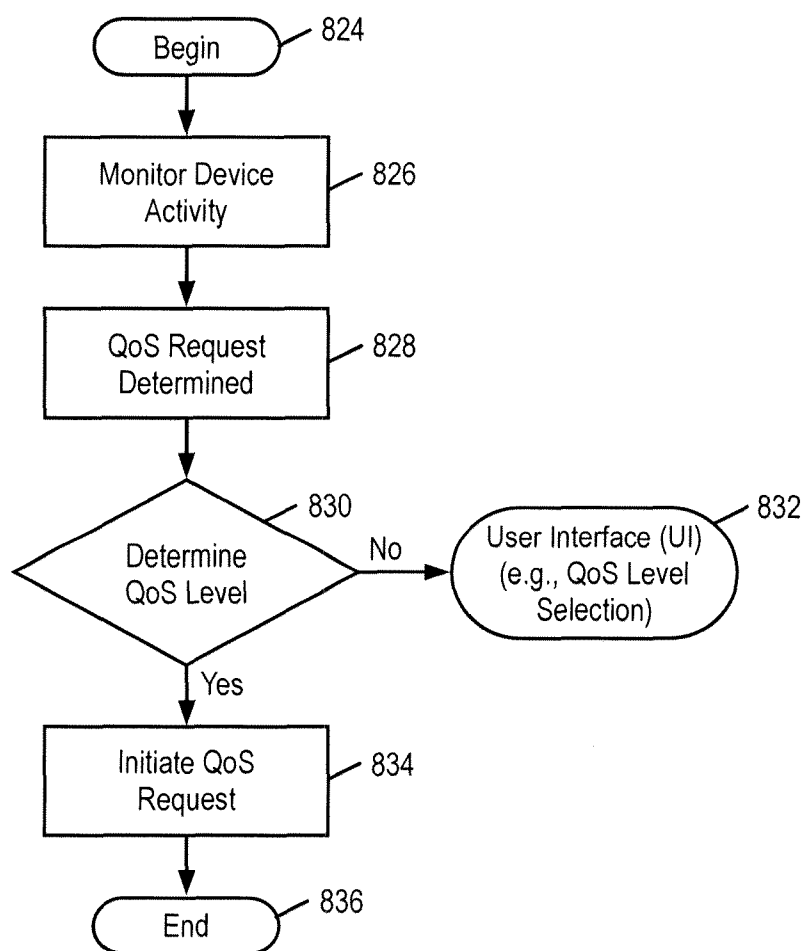 Begin
824
Monitor Device
Activity
826
QoS Request
Determined
828
Determine
QoS Level
830
No
User Interface (UI)
(e.g., QoS Level
Selection)
832
Yes
Initiate QoS
Request
834
End
836